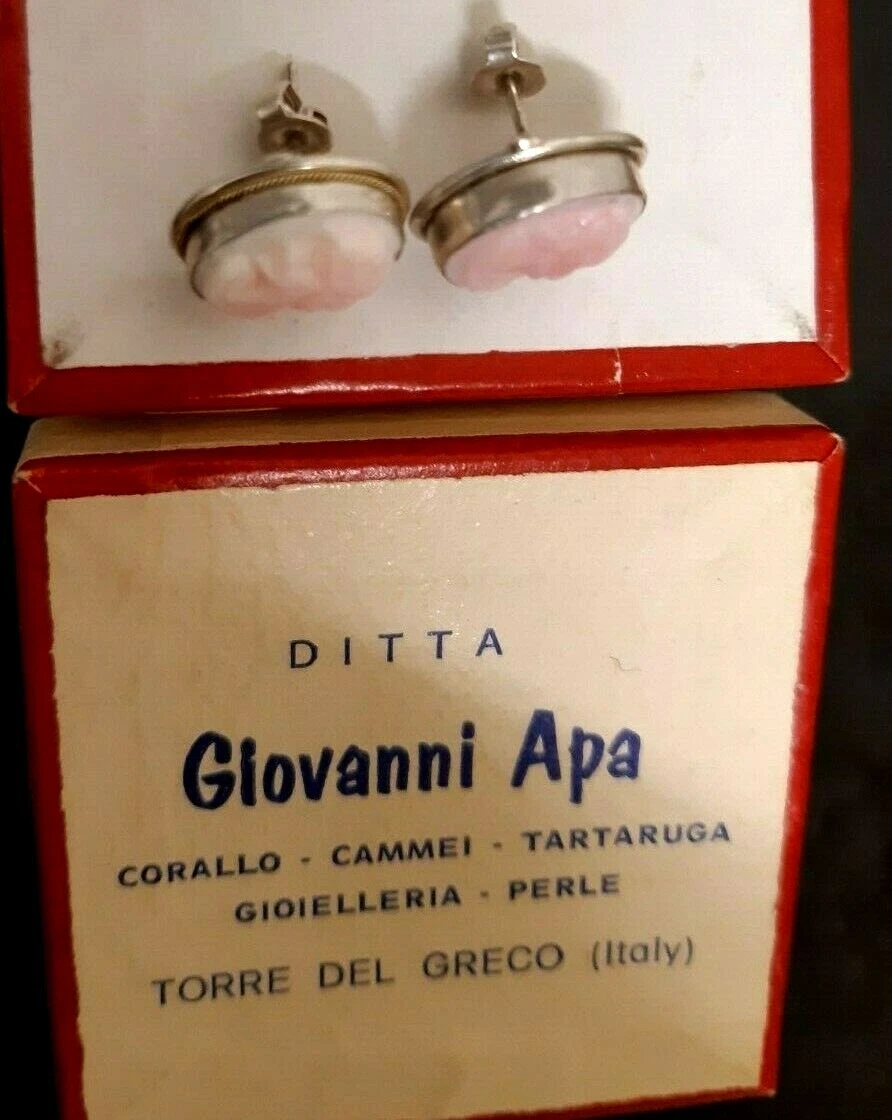 DITTA
Giovanni Apa
CORALLO - CAMMEI - TARTARUGA
GIOIELLERIA - PERLE
TORRE DEL GRECO (Italy)